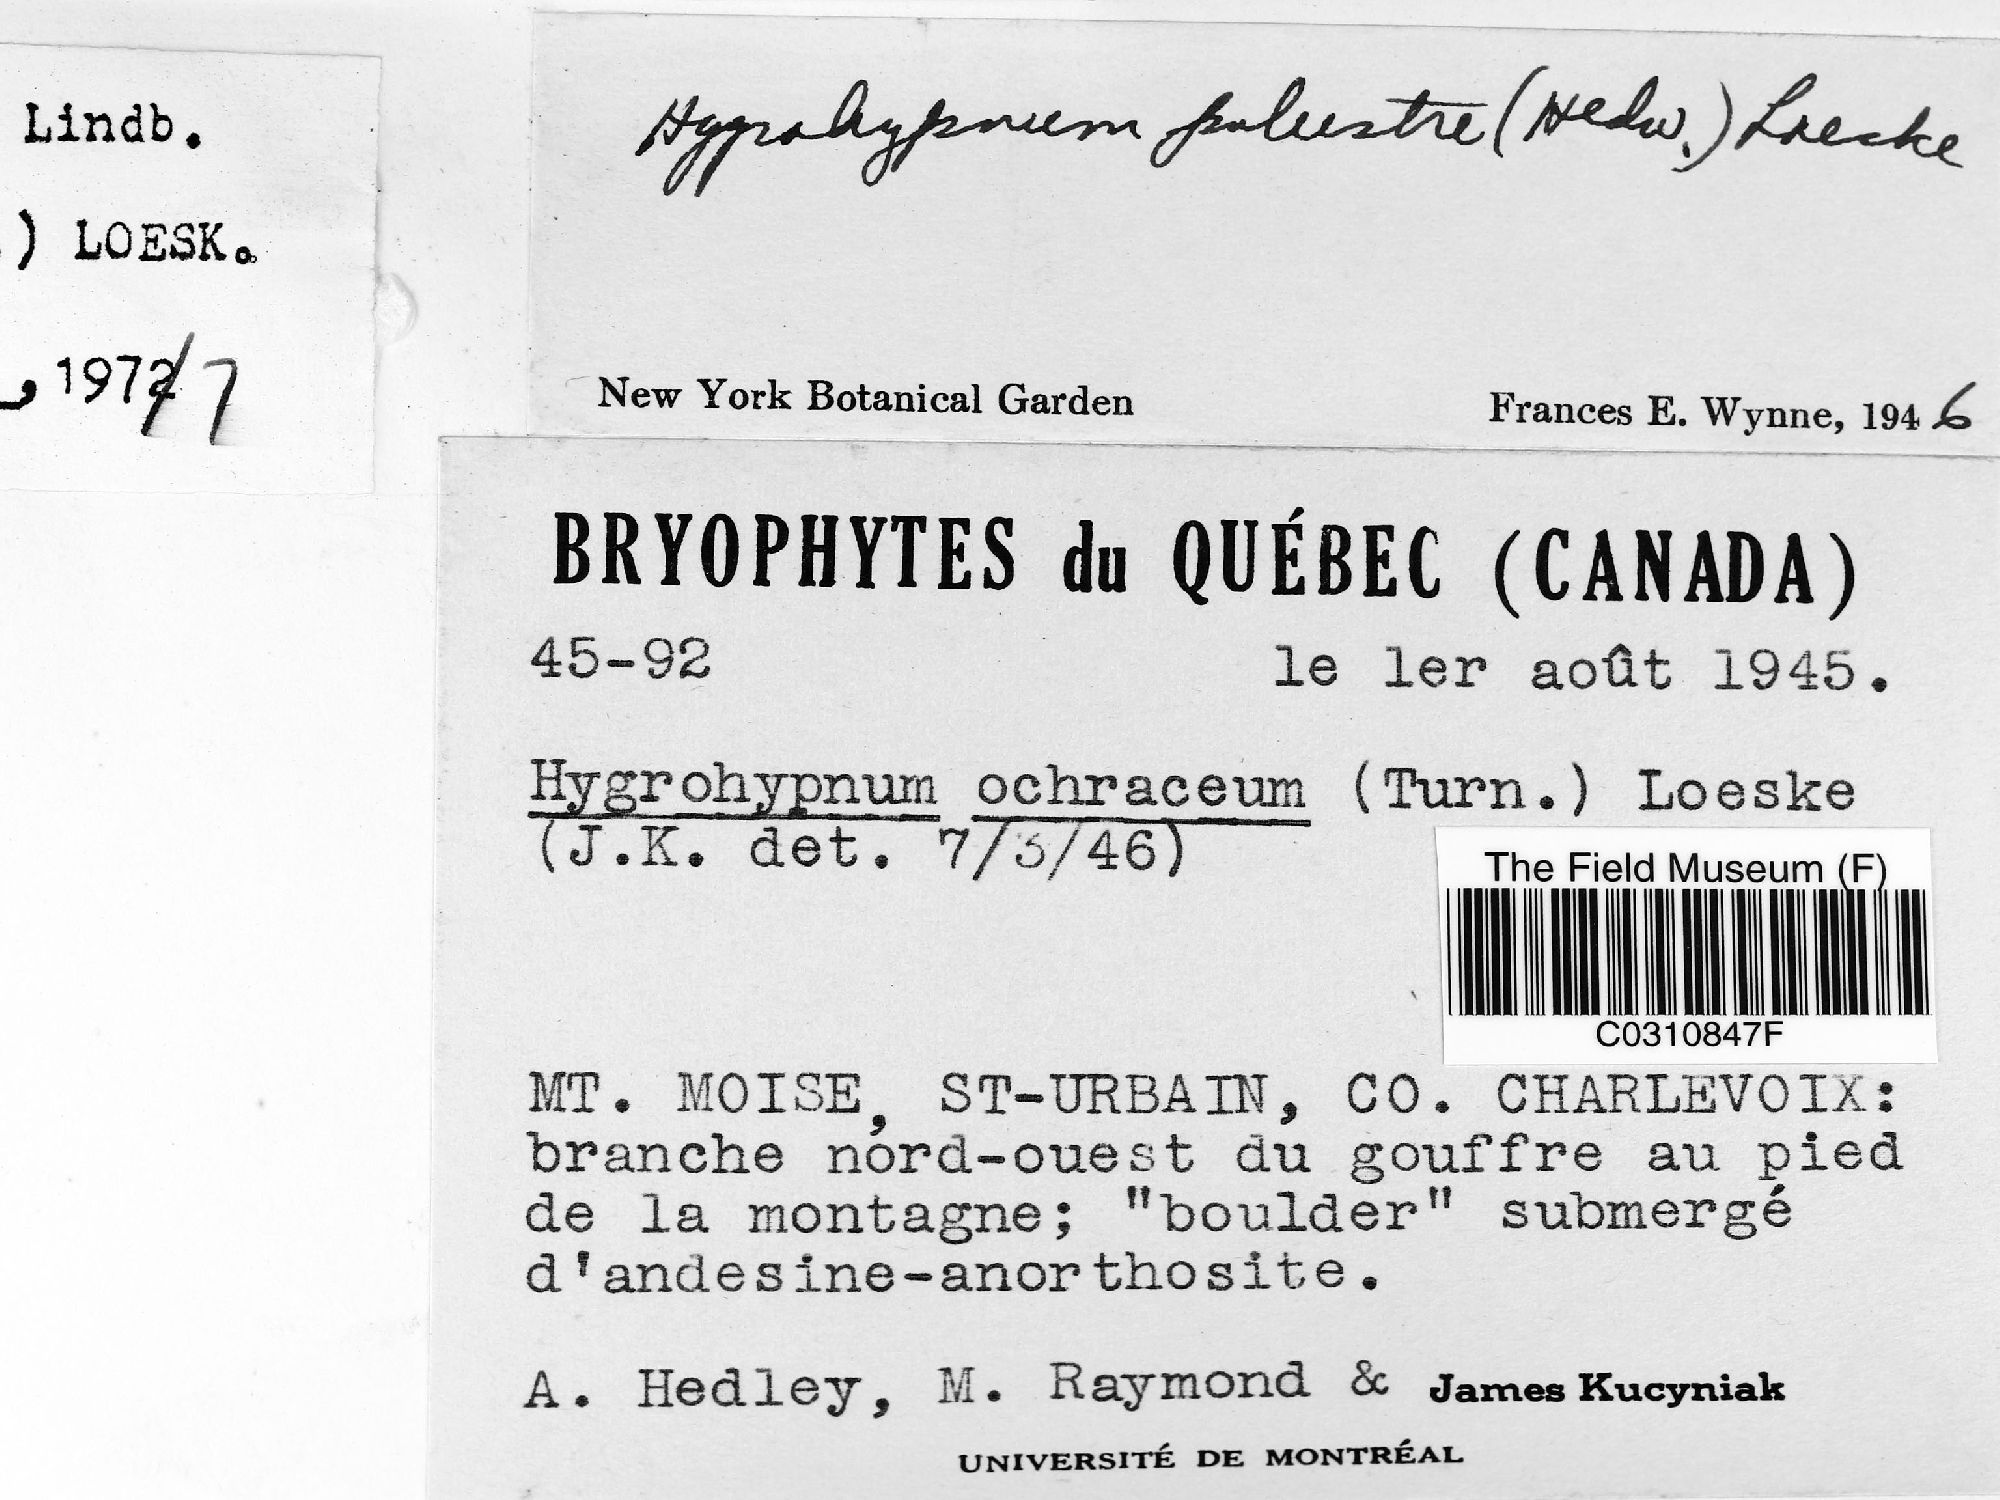 Lindb.
.) LOESK.
, 1972/7
Hygrohypnum palustre (Hedw.) Loeske
New York Botanical Garden Frances E. Wynne, 1946
BRYOPHYTES du QUÉBEC (CANADA)
45-92 le 1er août 1945.
Hygrohypnum ochraceum (Turn.) Loeske
(J.K. det. 7/3/46)
The Field Museum (F)
C0310847F
MT. MOISE, ST-URBAIN, CO. CHARLEVOIX:
branche nord-ouest du gouffre au pied
de la montagne; "boulder" submergé
d'andesine-anorthosite.
A. Hedley, M. Raymond & James Kucyniak
UNIVERSITÉ DE MONTRÉAL